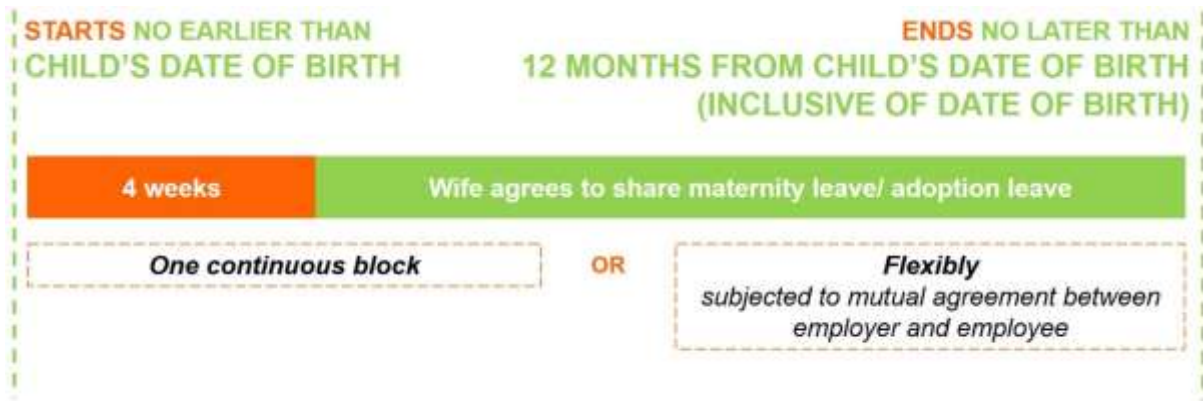 STARTS NO EARLIER THAN
CHILD'S DATE OF BIRTH
ENDS NO LATER THAN
12 MONTHS FROM CHILD'S DATE OF BIRTH
(INCLUSIVE OF DATE OF BIRTH)
4 weeks
Wife agrees to share maternity leave/ adoption leave
One continuous block
OR
Flexibly
subjected to mutual agreement between
employer and employee